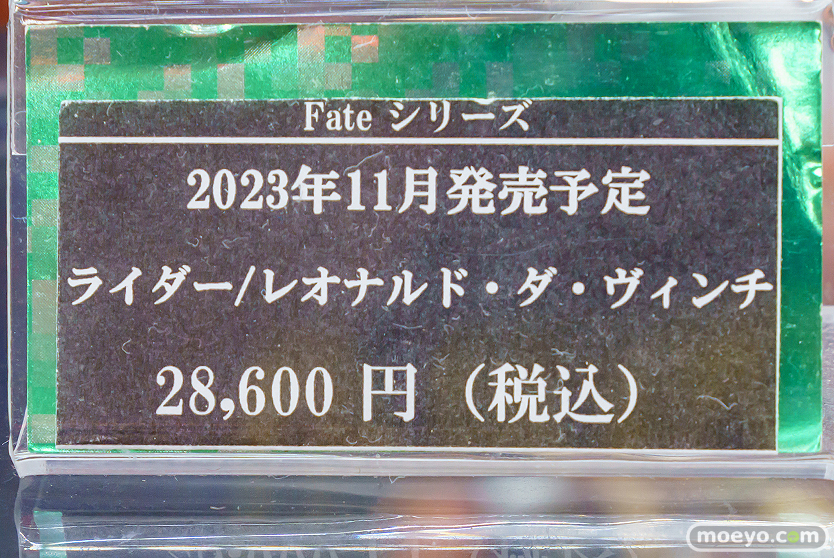 Fate シリーズ
2023年11月発売予定
ライダー/レオナルド・ダ・ヴィンチ
28,600 円（税込）
moeyo.com